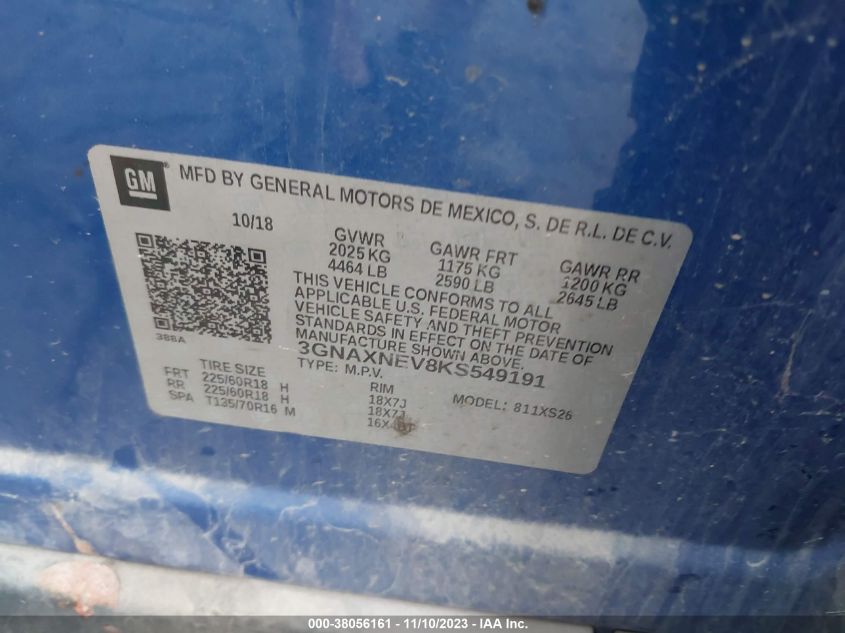 GM
MFD BY GENERAL MOTORS DE MEXICO, S. DE R.L. DE C.V.
10/18
GVWR GAWR FRT GAWR RR
2025 KG 1175 KG 1200 KG
4464 LB 2590 LB 2645 LB
THIS VEHICLE CONFORMS TO ALL
APPLICABLE U.S. FEDERAL MOTOR
VEHICLE SAFETY AND THEFT PREVENTION
STANDARDS IN EFFECT ON THE DATE OF
MANUFACTURE SHOWN ABOVE.
388A
3GNAXNEV8KS549191
TYPE: M.P.V. MODEL: 811XS26
TIRE SIZE RIM
FRT 225/60R18 H 18X7J
RR 225/60R18 H 18X7J
SPA T135/70R16 M
000-38056161 - 11/10/2023 - IAA Inc.